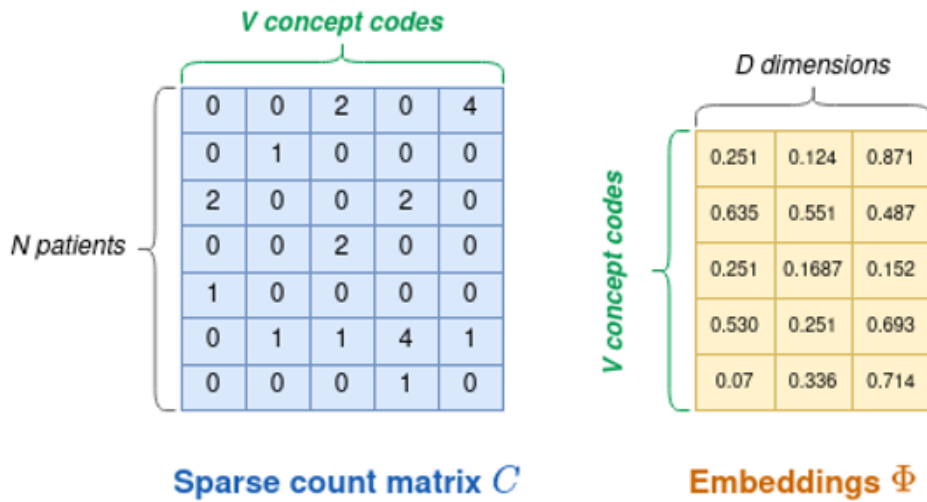 V concept codes
D dimensions
N patients
0 0 2 0 4
0 1 0 0 0
2 0 0 2 0
0 0 2 0 0
1 0 0 0 0
0 1 1 4 1
0 0 0 1 0
V concept codes
0.251 0.124 0.871
0.635 0.551 0.487
0.251 0.1687 0.152
0.530 0.251 0.693
0.07 0.336 0.714
Sparse count matrix C
Embeddings Φ